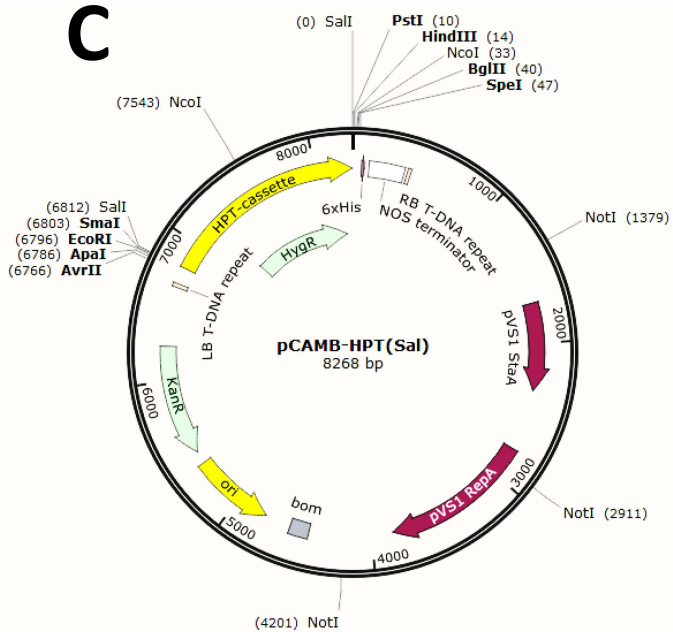 C
(0) SalI
PstI (10)
HindIII (14)
NcoI (33)
BglII (40)
SpeI (47)
(7543) NcoI
8000
1000
HPT-cassette
6xHis
RB T-DNA repeat
NOS terminator
NotI (1379)
(6812) SalI
(6803) SmaI
(6796) EcoRI
(6786) ApaI
(6766) AvrII
7000
HygR
LB T-DNA repeat
2000
pVS1 StaA
pCAMB-HPT(Sal)
8268 bp
6000
KanR
3000
pVS1 RepA
ori
bom
NotI (2911)
5000
4000
(4201) NotI